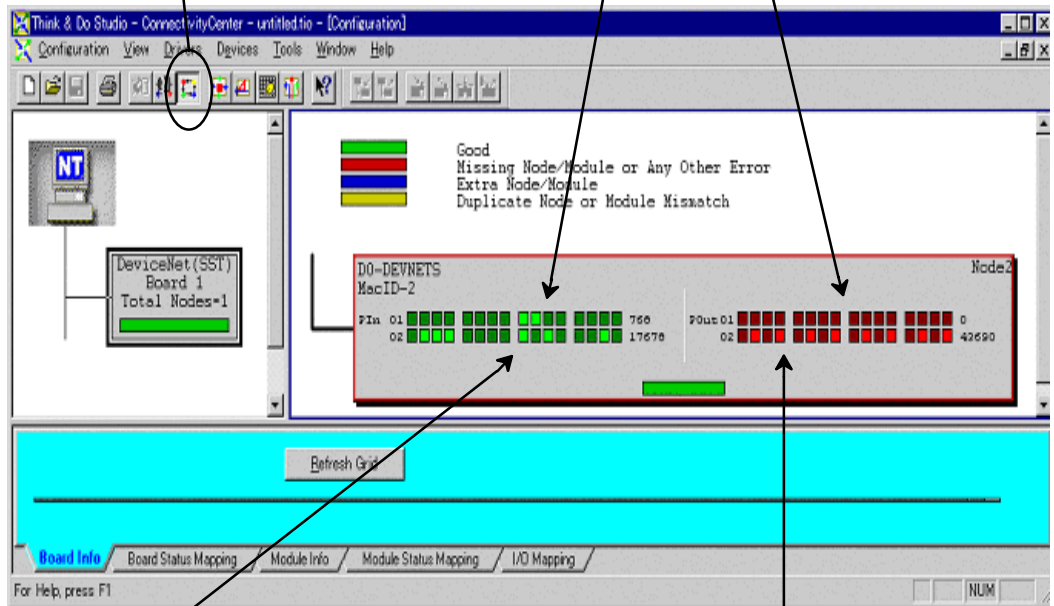 Think & Do Studio - ConnectivityCenter - untitled.tio - [Configuration]
Configuration View Drivers Devices Tools Window Help
NT
DeviceNet(SST)
Board 1
Total Nodes=1
Good
Missing Node/Module or Any Other Error
Extra Node/Module
Duplicate Node or Module Mismatch
DO-DEVNETS
Node2
MacID-2
PIn 01 768
02 17678
POut 01 0
02 43690
Refresh Grid
Board Info Board Status Mapping Module Info Module Status Mapping I/O Mapping
For Help, press F1
NUM